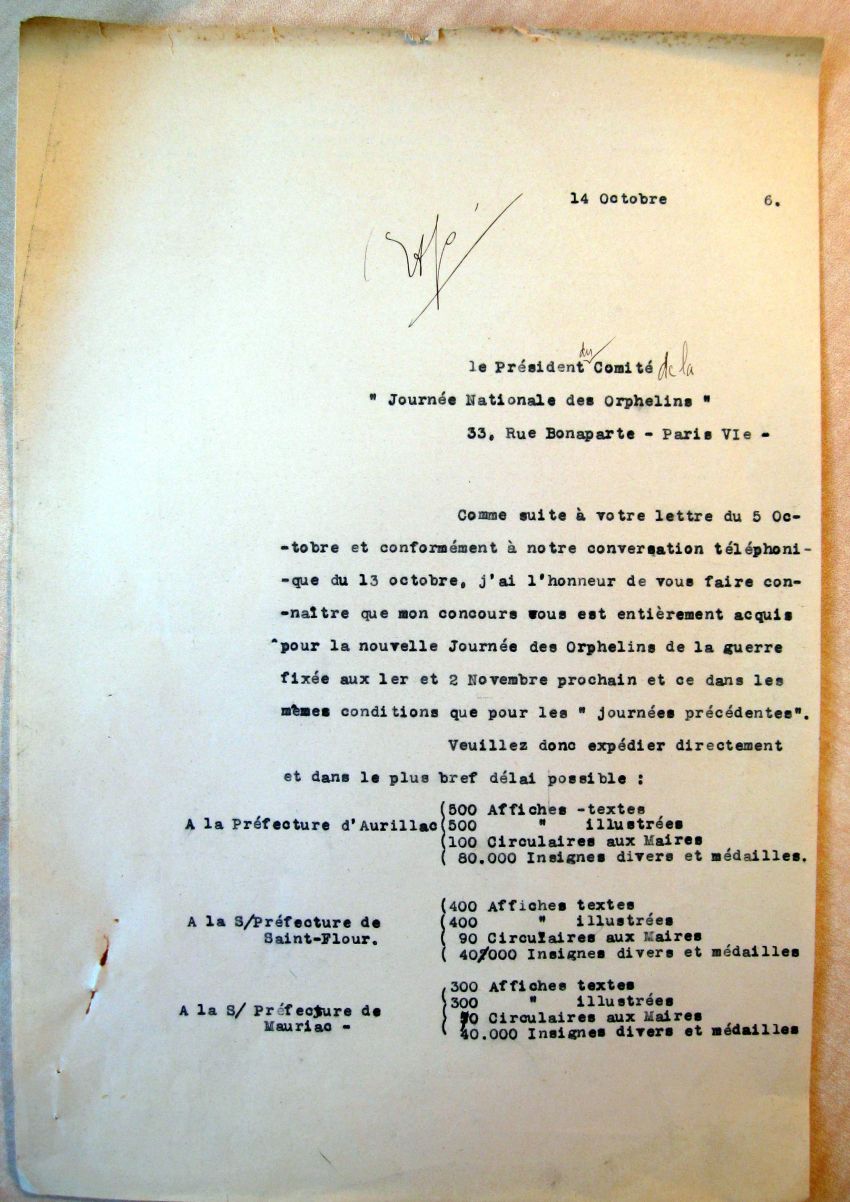 14 Octobre 6.
le Président du Comité de la
" Journée Nationale des Orphelins "
33, Rue Bonaparte - Paris VIe -
Comme suite à votre lettre du 5 Oc-
-tobre et conformément à notre conversation téléphoni-
-que du 13 octobre, j'ai l'honneur de vous faire con-
-naître que mon concours vous est entièrement acquis
pour la nouvelle Journée des Orphelins de la guerre
fixée aux 1er et 2 Novembre prochain et ce dans les
mêmes conditions que pour les " journées précédentes".
Veuillez donc expédier directement
et dans le plus bref délai possible :
(500 Affiches -textes
A la Préfecture d'Aurillac(500 " illustrées
(100 Circulaires aux Maires
( 80.000 Insignes divers et médailles.
(400 Affiches textes
A la S/Préfecture de (400 " illustrées
Saint-Flour. ( 90 Circulaires aux Maires
( 40.000 Insignes divers et médailles
(300 Affiches textes
A la S/ Préfecture de (300 " illustrées
Mauriac - ( Circulaires aux Maires
( 40.000 Insignes divers et médailles